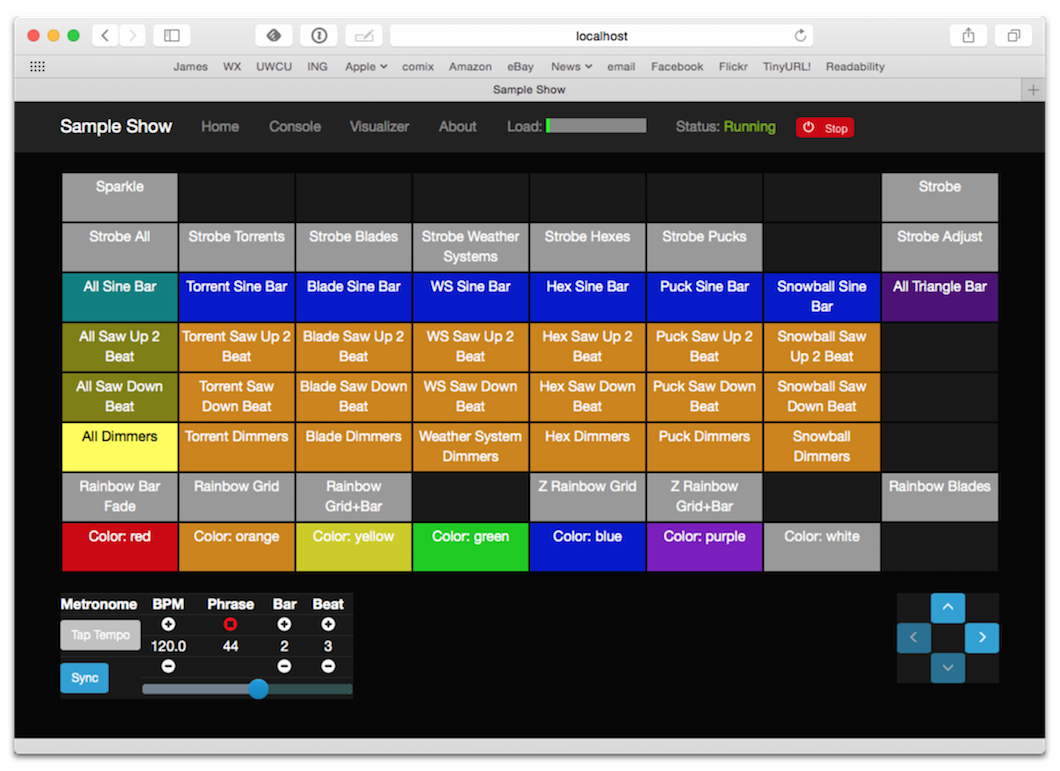 localhost
James WX UWCU ING Apple comix Amazon eBay News email Facebook Flickr TinyURL! Readability
Sample Show
Sample Show Home Console Visualizer About Load: Status: Running Stop
Sparkle Strobe
Strobe All Strobe Torrents Strobe Blades Strobe Weather Strobe Hexes Strobe Pucks Strobe Adjust
Systems
All Sine Bar Torrent Sine Bar Blade Sine Bar WS Sine Bar Hex Sine Bar Puck Sine Bar Snowball Sine All Triangle Bar
Bar
All Saw Up 2 Torrent Saw Up 2 Blade Saw Up 2 WS Saw Up 2 Hex Saw Up 2 Puck Saw Up 2 Snowball Saw
Beat Beat Beat Beat Beat Beat Up 2 Beat
All Saw Down Torrent Saw Blade Saw Down WS Saw Down Hex Saw Down Puck Saw Down Snowball Saw
Beat Down Beat Beat Beat Beat Beat Down Beat
All Dimmers Torrent Dimmers Blade Dimmers Weather System Hex Dimmers Puck Dimmers Snowball
Dimmers Dimmers
Rainbow Bar Rainbow Grid Rainbow Z Rainbow Grid Z Rainbow Rainbow Blades
Fade Grid+Bar Grid+Bar
Color: red Color: orange Color: yellow Color: green Color: blue Color: purple Color: white
Metronome BPM Phrase Bar Beat
Tap Tempo 120.0 44 2 3
Sync